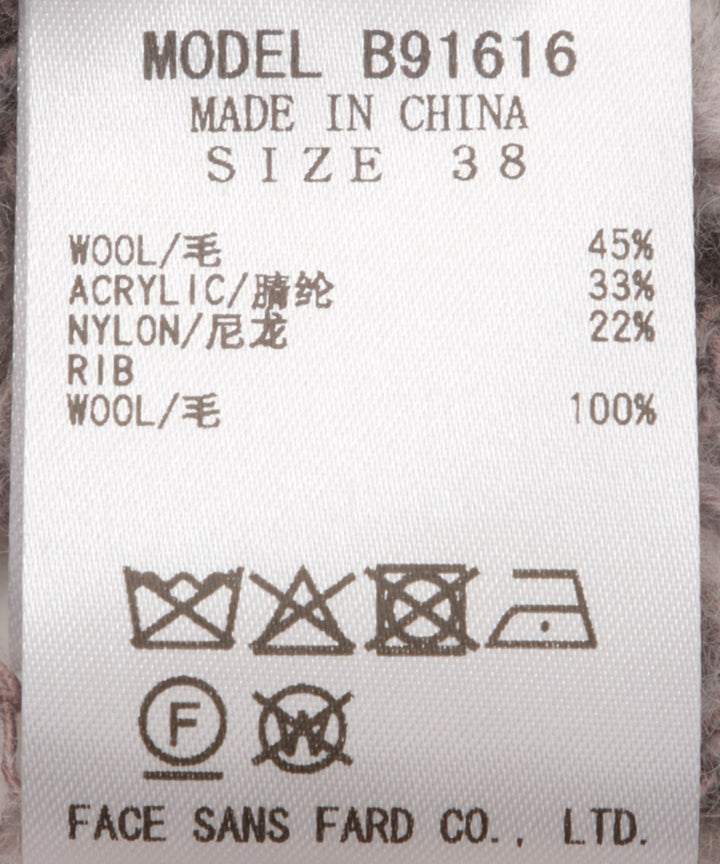 MODEL B91616
MADE IN CHINA
SIZE 38
WOOL/毛 45%
ACRYLIC/腈纶 33%
NYLON/尼龙 22%
RIB
WOOL/毛 100%
F W
FACE SANS FARD CO., LTD.